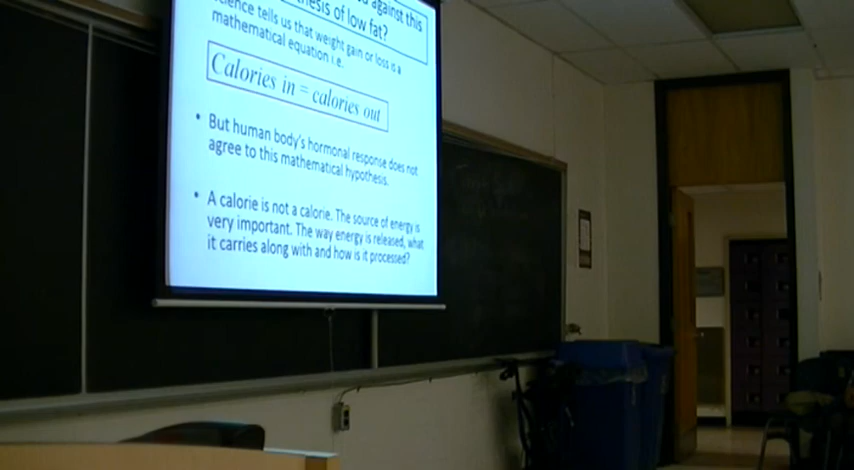 against this
hesis of low fat?
science tells us that weight gain or loss is a
mathematical equation i.e.
Calories in = calories out
• But human body's hormonal response does not
agree to this mathematical hypothesis.
• A calorie is not a calorie. The source of energy is
very important. The way energy is released, what
it carries along with and how is it processed?